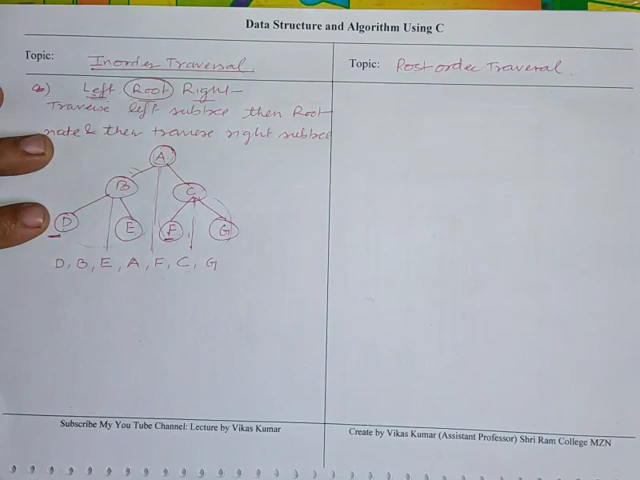 Data Structure and Algorithm Using C
Topic: Inorder Traversal
Left Root Right
Traverse left subtree then Root
node & then traverse right subtree
A
B C
D E F G
D, B, E, A, F, C, G
Subscribe My You Tube Channel: Lecture by Vikas Kumar
Topic: Postorder Traversal
Create by Vikas Kumar (Assistant Professor) Shri Ram College MZN